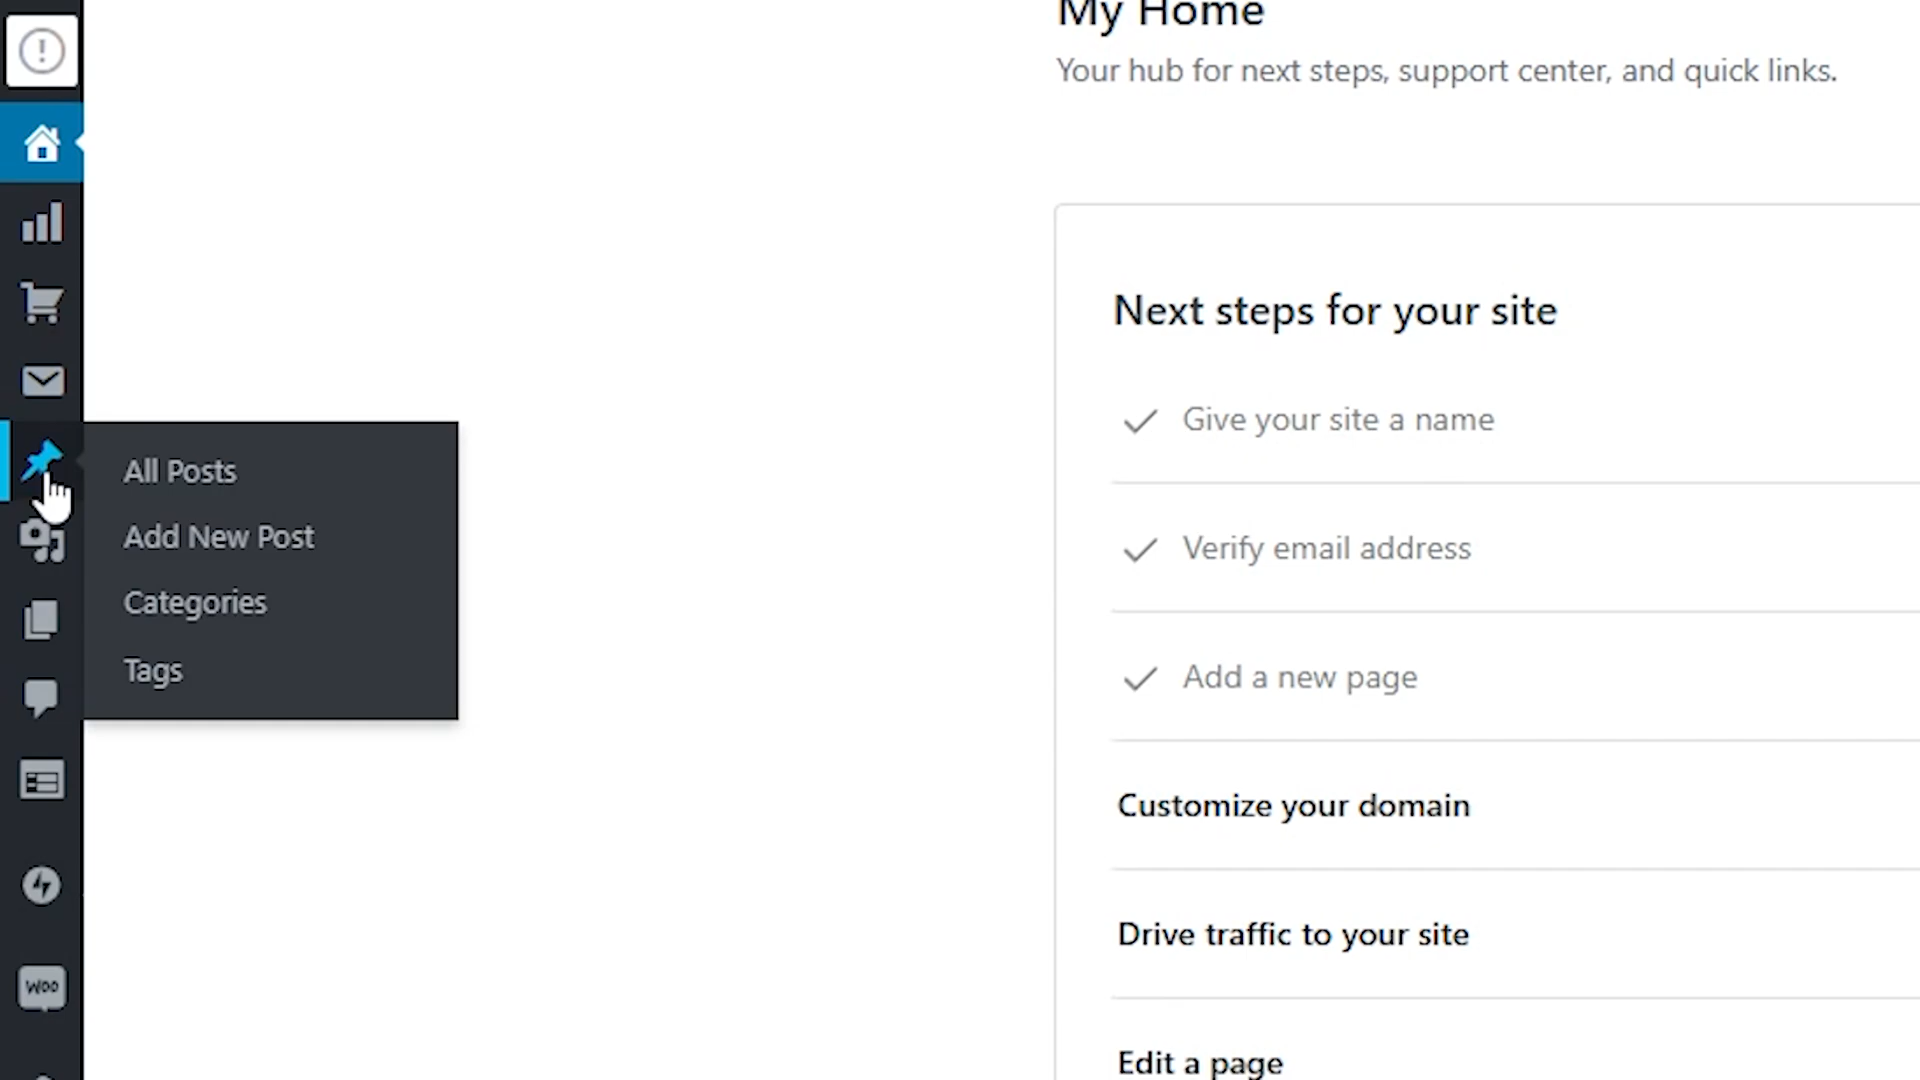 My Home
Your hub for next steps, support center, and quick links.
Next steps for your site
Give your site a name
All Posts
Add New Post
Verify email address
Categories
Tags
Add a new page
Customize your domain
Drive traffic to your site
WOO
Edit a page